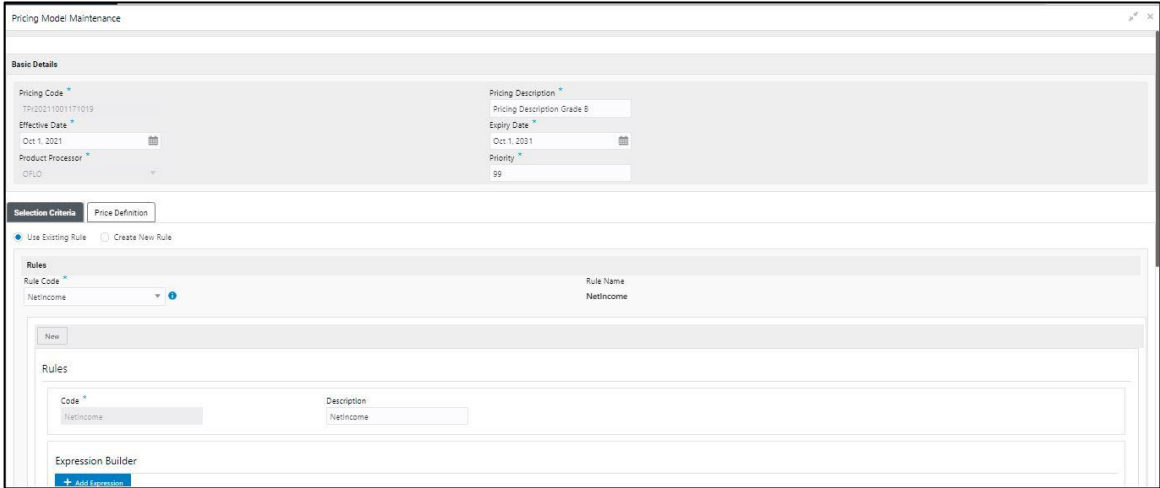 Pricing Model Maintenance
Basic Details
Pricing Code *
Pricing Description *
TPr20211001171019
Pricing Description Grade B
Effective Date *
Expiry Date *
Oct 1, 2021
Oct 1, 2031
Product Processor *
Priority *
OFLO
99
Selection Criteria
Price Definition
Use Existing Rule
Create New Rule
Rules
Rule Code *
Rule Name
NetIncome
NetIncome
New
Rules
Code *
Description
NetIncome
NetIncome
Expression Builder
+ Add Expression